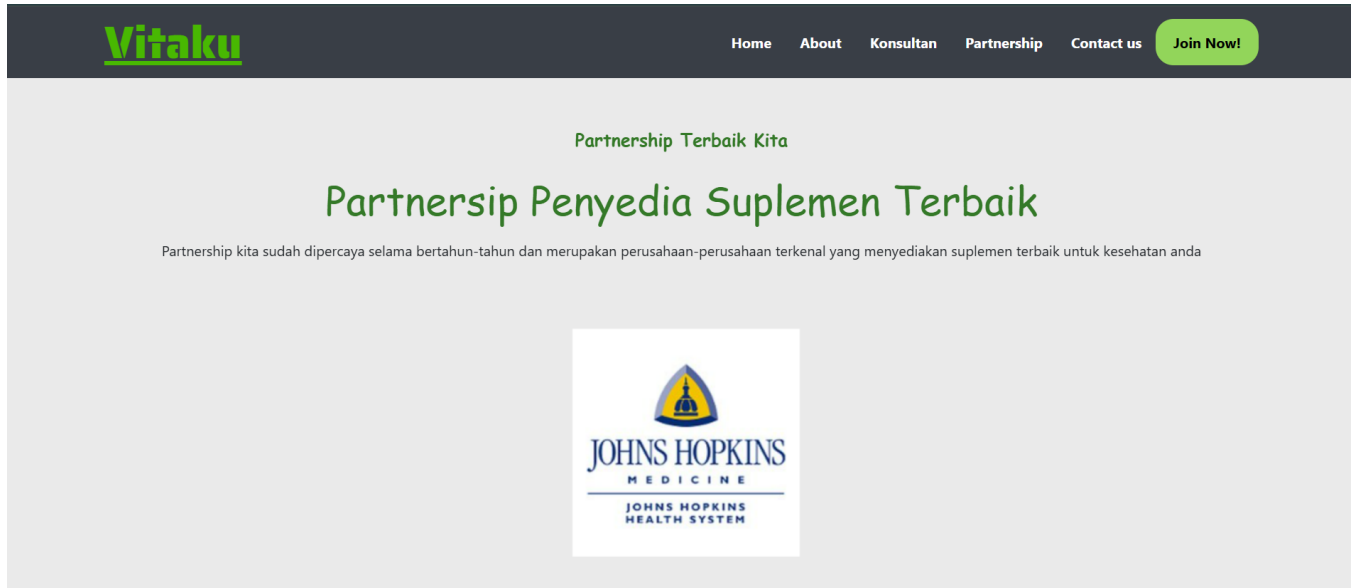 Vitaku
Home About Konsultan Partnership Contact us Join Now!
Partnership Terbaik Kita
Partnersip Penyedia Suplemen Terbaik
Partnership kita sudah dipercaya selama bertahun-tahun dan merupakan perusahaan-perusahaan terkenal yang menyediakan suplemen terbaik untuk kesehatan anda
JOHNS HOPKINS
MEDICINE
JOHNS HOPKINS
HEALTH SYSTEM